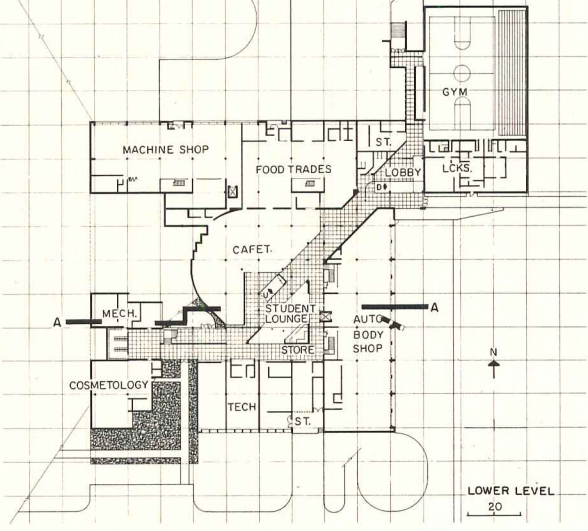 GYM
MACHINE SHOP
ST.
FOOD TRADES
LOBBY
LCKS.
D
CAFET.
C
STUDENT
LOUNGE
MECH.
A
A
AUTO
BODY
SHOP
STORE
N
COSMETOLOGY
TECH
ST.
LOWER LEVEL
20